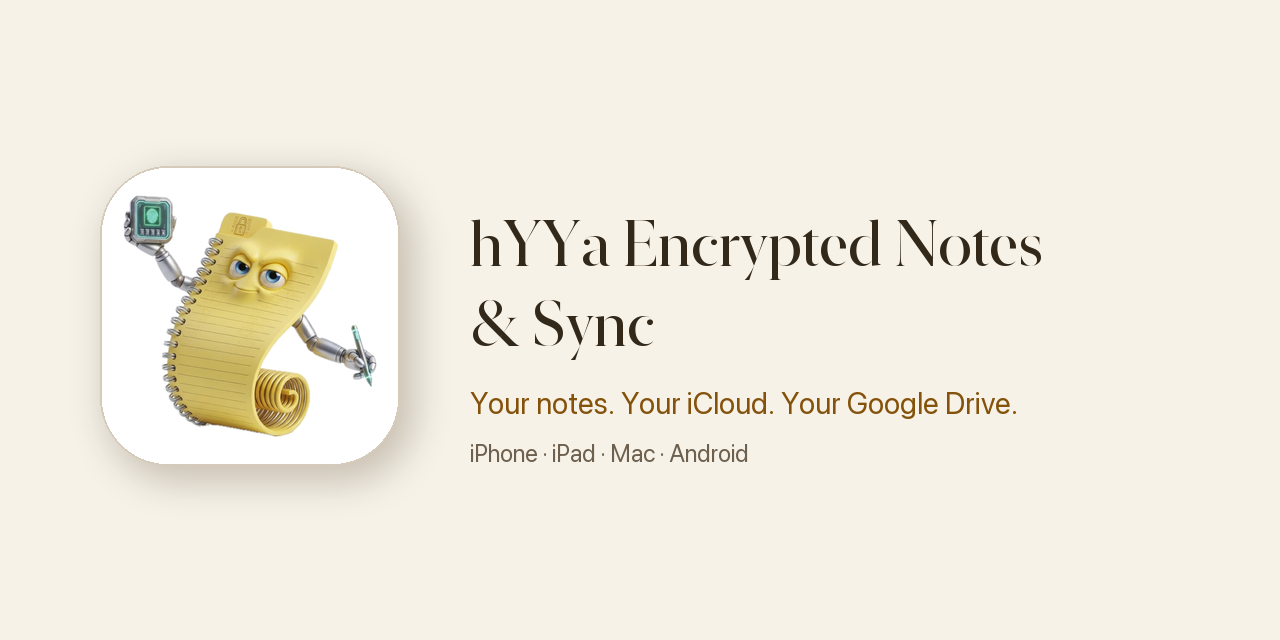 hYYa Encrypted Notes
& Sync
Your notes. Your iCloud. Your Google Drive.
iPhone · iPad · Mac · Android